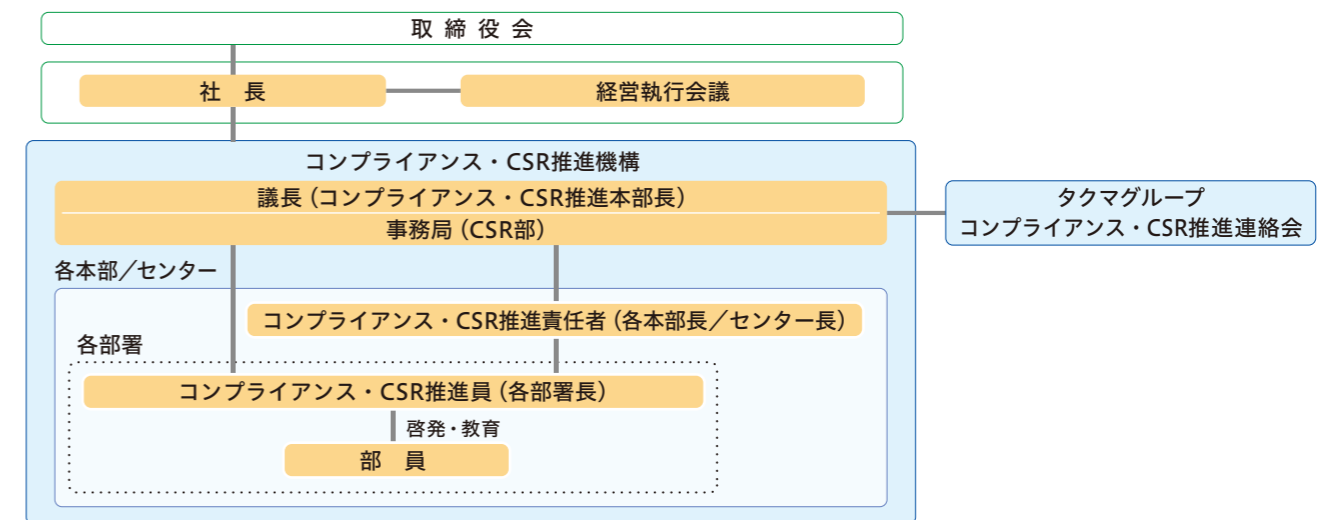 取締役会
社　長
経営執行会議
コンプライアンス・CSR推進機構
議長（コンプライアンス・CSR推進本部長）
事務局（CSR部）
タクマグループ
コンプライアンス・CSR推進連絡会
各本部／センター
コンプライアンス・CSR推進責任者（各本部長／センター長）
各部署
コンプライアンス・CSR推進員（各部署長）
啓発・教育
部　員